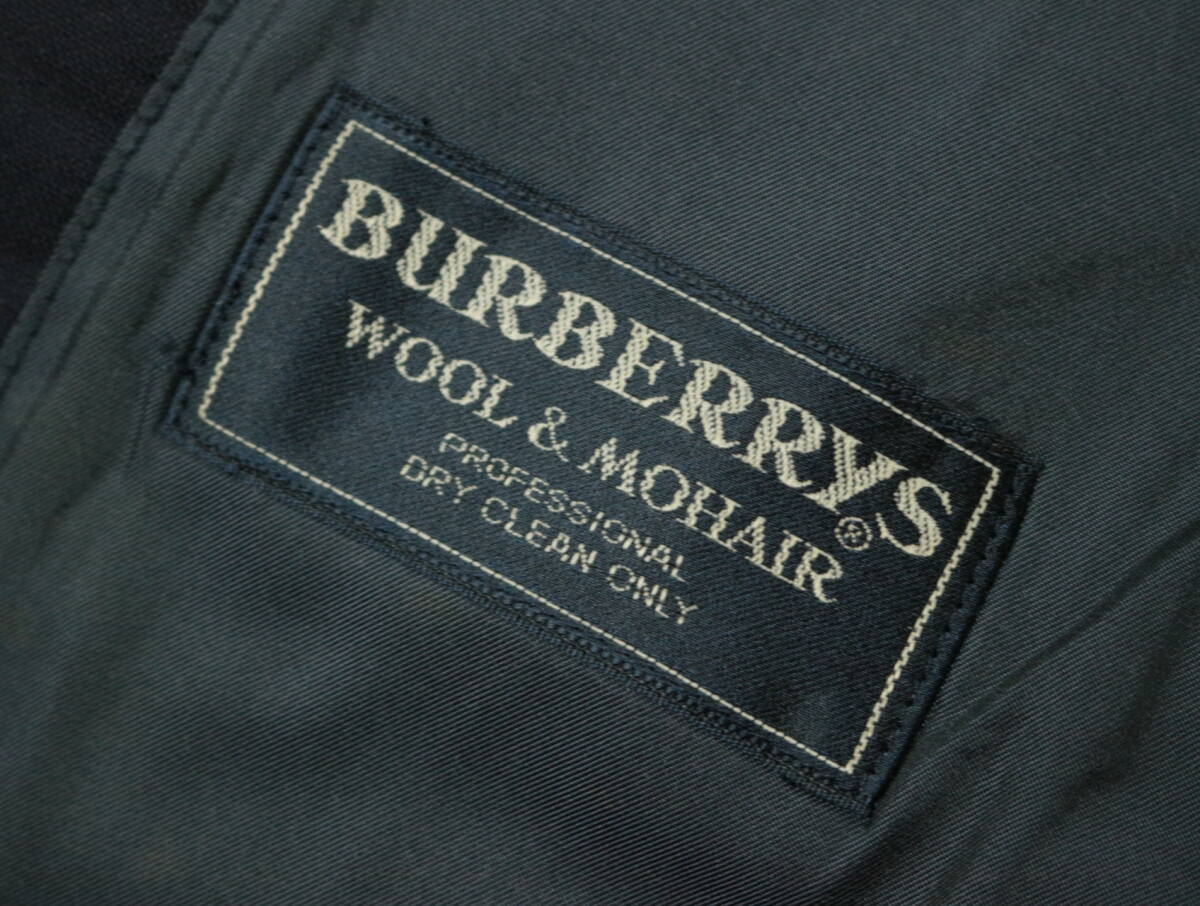 BURBERRYS®
WOOL & MOHAIR
PROFESSIONAL
DRY CLEAN ONLY